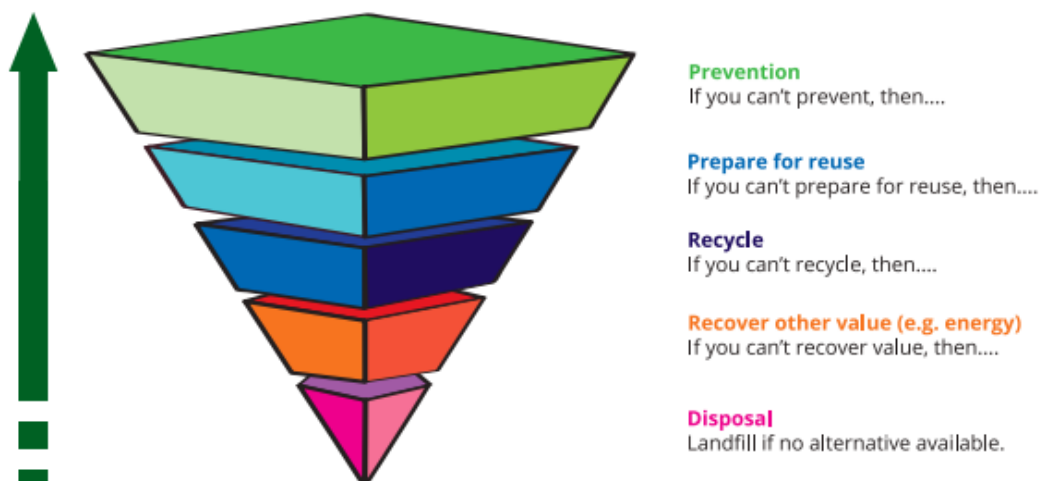 Prevention
If you can’t prevent, then....
Prepare for reuse
If you can’t prepare for reuse, then....
Recycle
If you can’t recycle, then....
Recover other value (e.g. energy)
If you can’t recover value, then....
Disposal
Landfill if no alternative available.